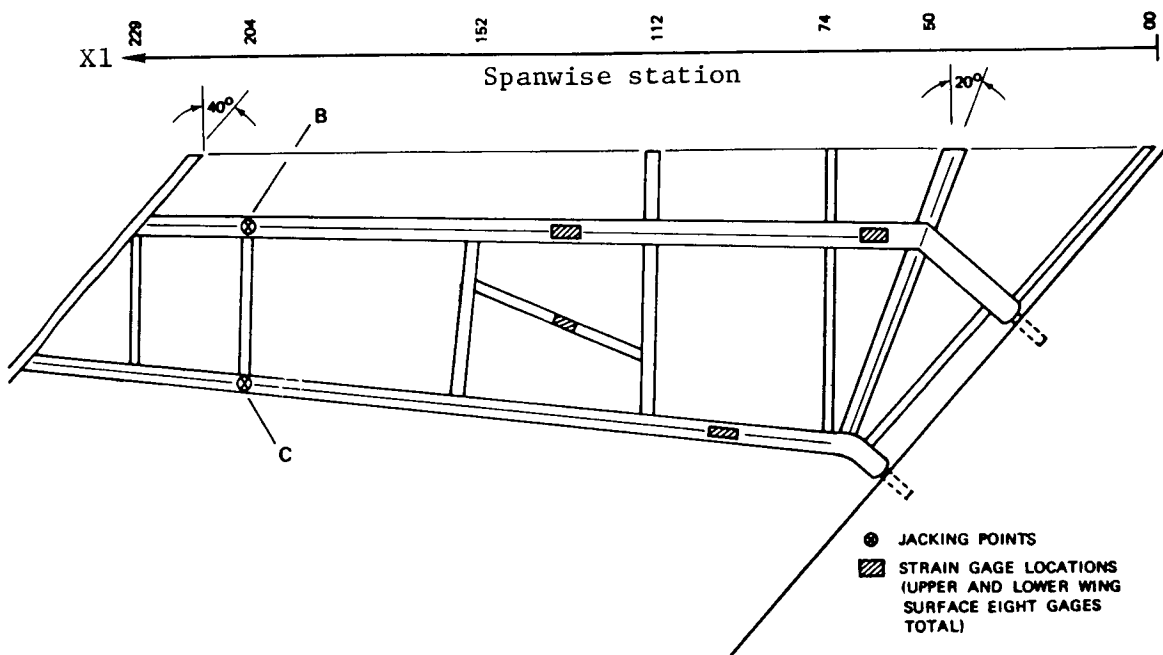 229 204 152 112 74 50 00
X1
Spanwise station
40° 20°
B
C
JACKING POINTS
STRAIN GAGE LOCATIONS
(UPPER AND LOWER WING
SURFACE EIGHT GAGES
TOTAL)